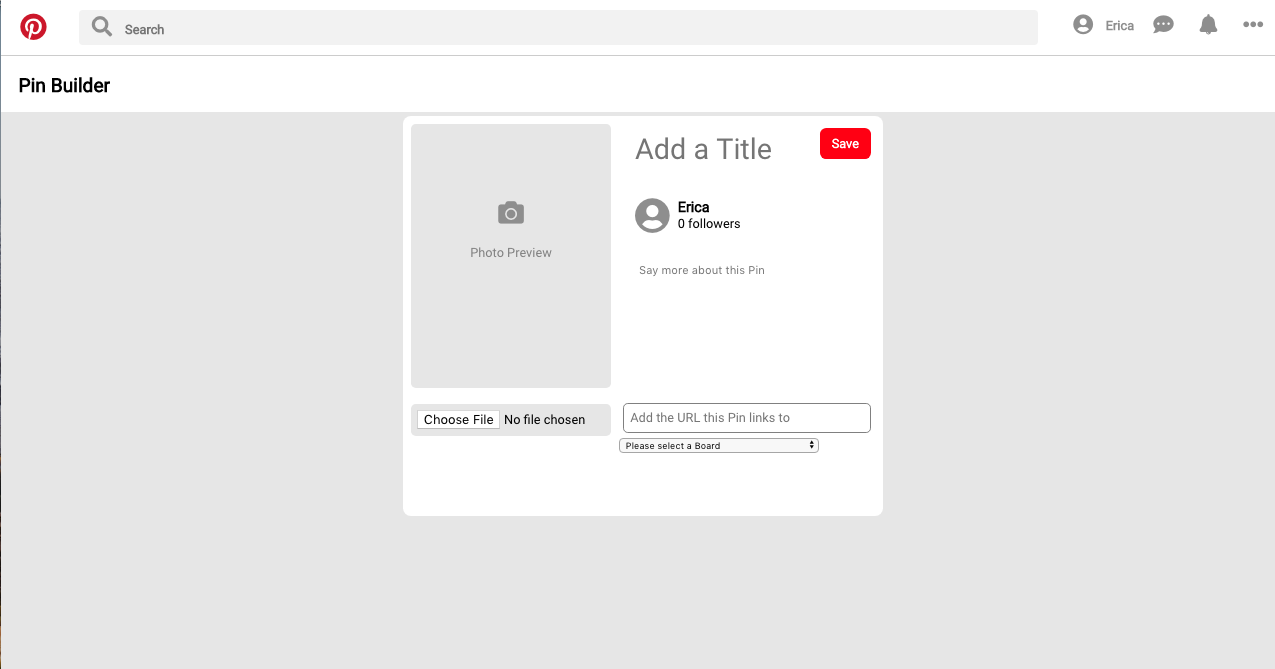 Search
Erica
Pin Builder
Add a Title
Save
Photo Preview
Erica
0 followers
Say more about this Pin
Choose File No file chosen
Add the URL this Pin links to
Please select a Board